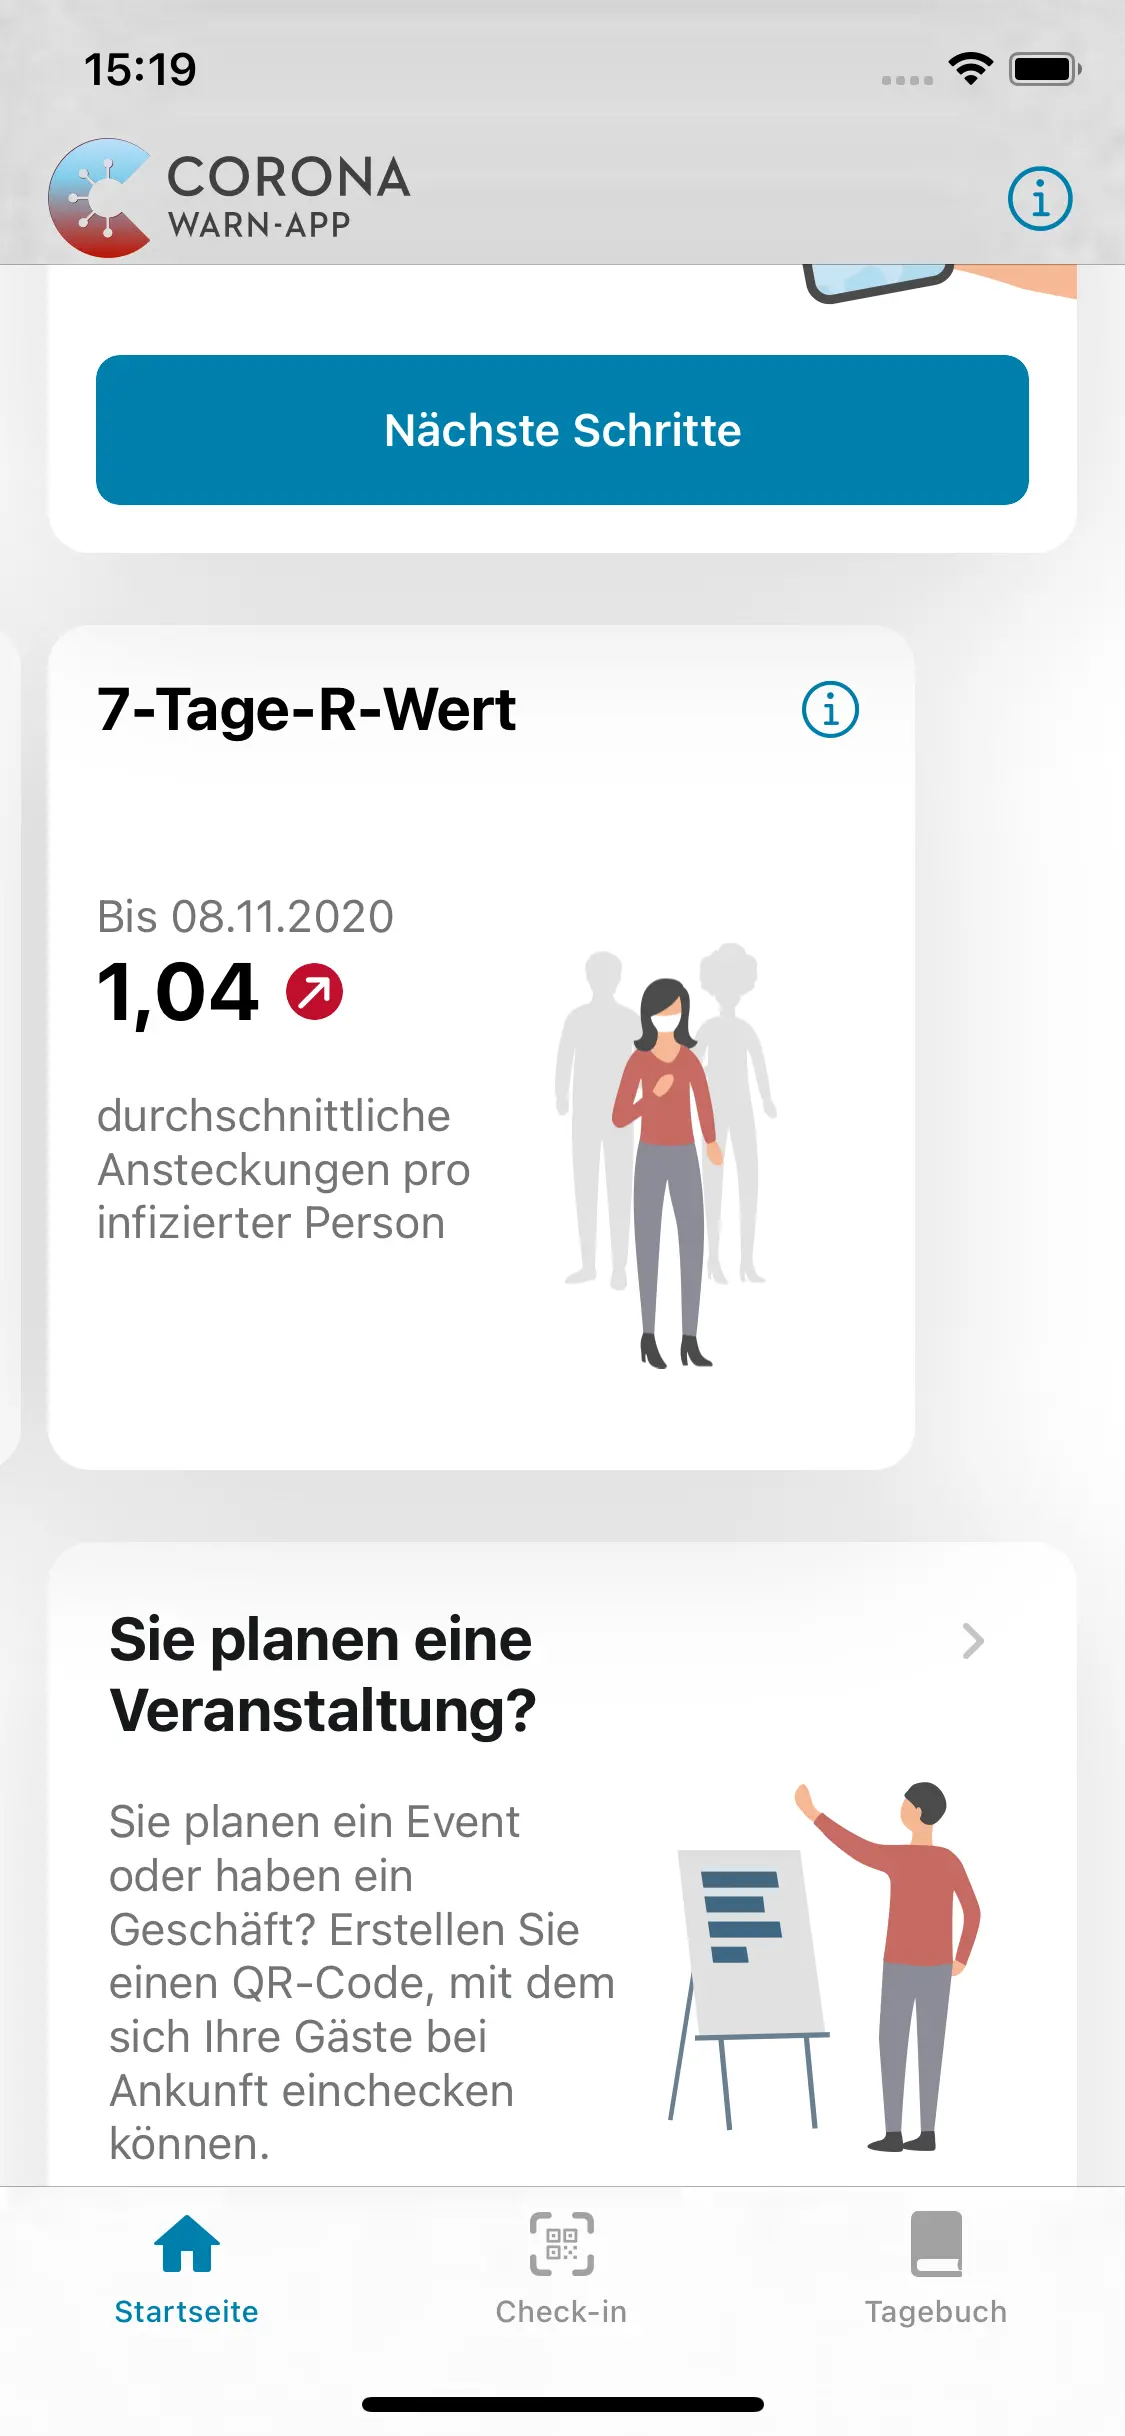 15:19
CORONA
WARN-APP
Nächste Schritte
7-Tage-R-Wert
Bis 08.11.2020
1,04
durchschnittliche
Ansteckungen pro
infizierter Person
Sie planen eine
Veranstaltung?
Sie planen ein Event
oder haben ein
Geschäft? Erstellen Sie
einen QR-Code, mit dem
sich Ihre Gäste bei
Ankunft einchecken
können.
Startseite
Check-in
Tagebuch